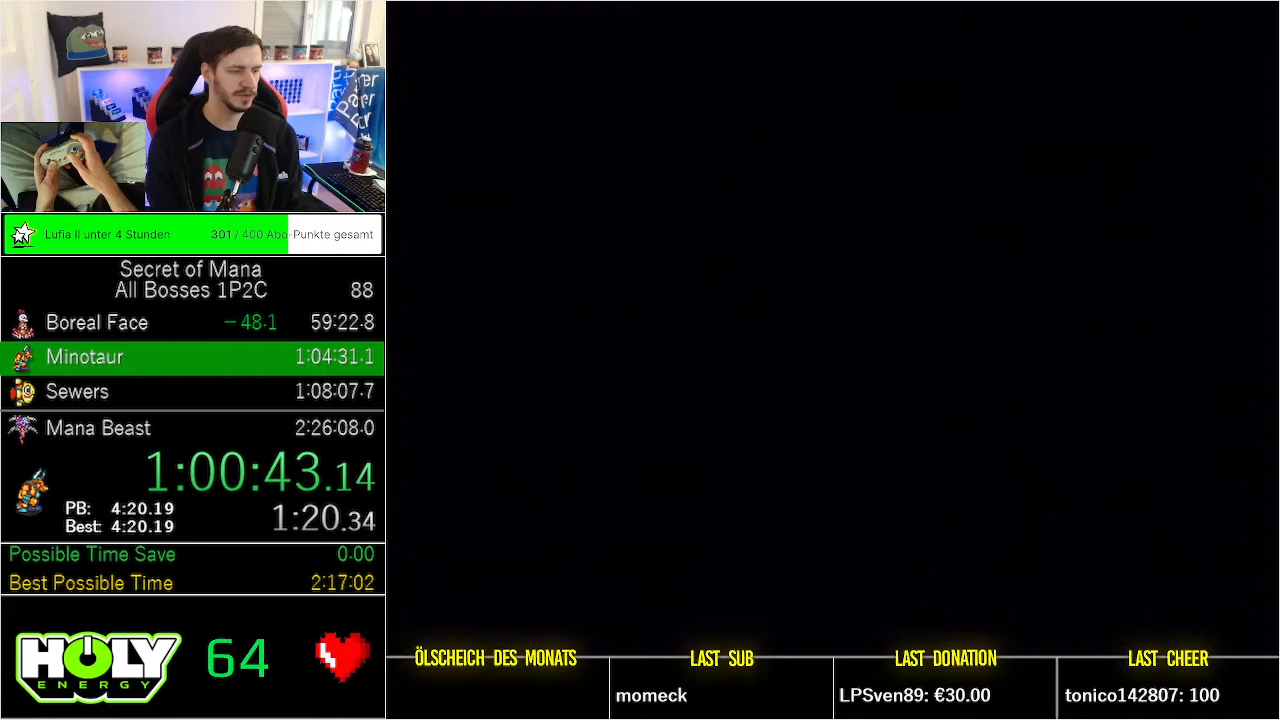 Lufia II unter 4 Stunden 301 / 400 Abo-Punkte gesamt
Secret of Mana
All Bosses 1P2C 88
Boreal Face −48.1 59:22.8
Minotaur 1:04:31.1
Sewers 1:08:07.7
Mana Beast 2:26:08.0
1:00:43.14
PB: 4:20.19
Best: 4:20.19
1:20.34
Possible Time Save 0.00
Best Possible Time 2:17:02
HOLY
ENERGY
64
ÖLSCHEICH DES MONATS
LAST SUB
momeck
LAST DONATION
LPSven89: €30.00
LAST CHEER
tonico142807: 100